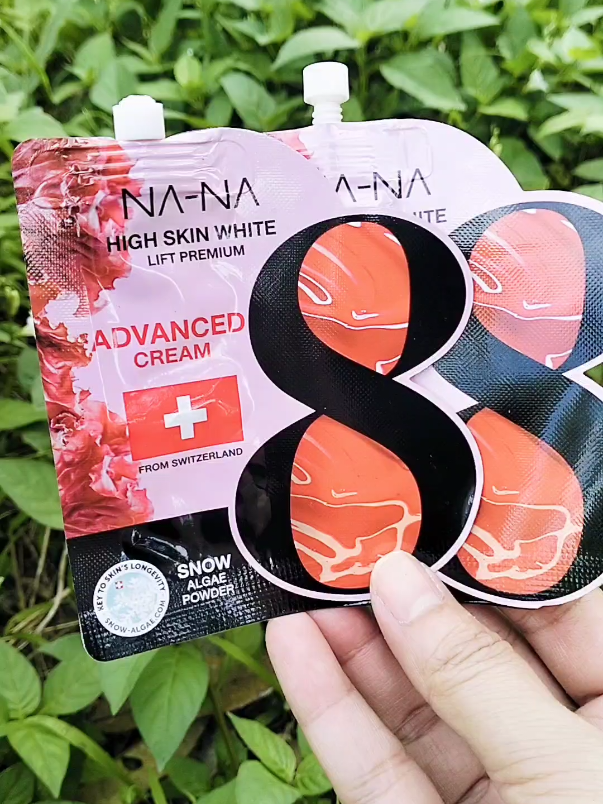 NA-NA
HIGH SKIN WHITE
LIFT PREMIUM
ADVANCED
CREAM
FROM SWITZERLAND
SNOW
ALGAE
POWDER
KEY TO SKIN'S LONGEVITY
SNOW-ALGAE.COM
8
A-NA
ITE
8